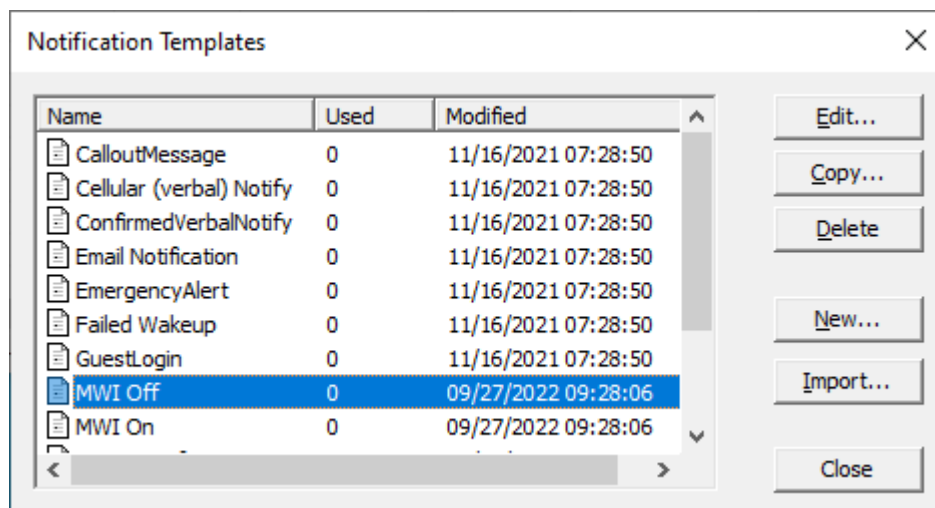 Notification Templates
Name Used Modified
CalloutMessage 0 11/16/2021 07:28:50
Cellular (verbal) Notify 0 11/16/2021 07:28:50
ConfirmedVerbalNotify 0 11/16/2021 07:28:50
Email Notification 0 11/16/2021 07:28:50
EmergencyAlert 0 11/16/2021 07:28:50
Failed Wakeup 0 11/16/2021 07:28:50
GuestLogin 0 11/16/2021 07:28:50
MWI Off 0 09/27/2022 09:28:06
MWI On 0 09/27/2022 09:28:06
Edit...
Copy...
Delete
New...
Import...
Close